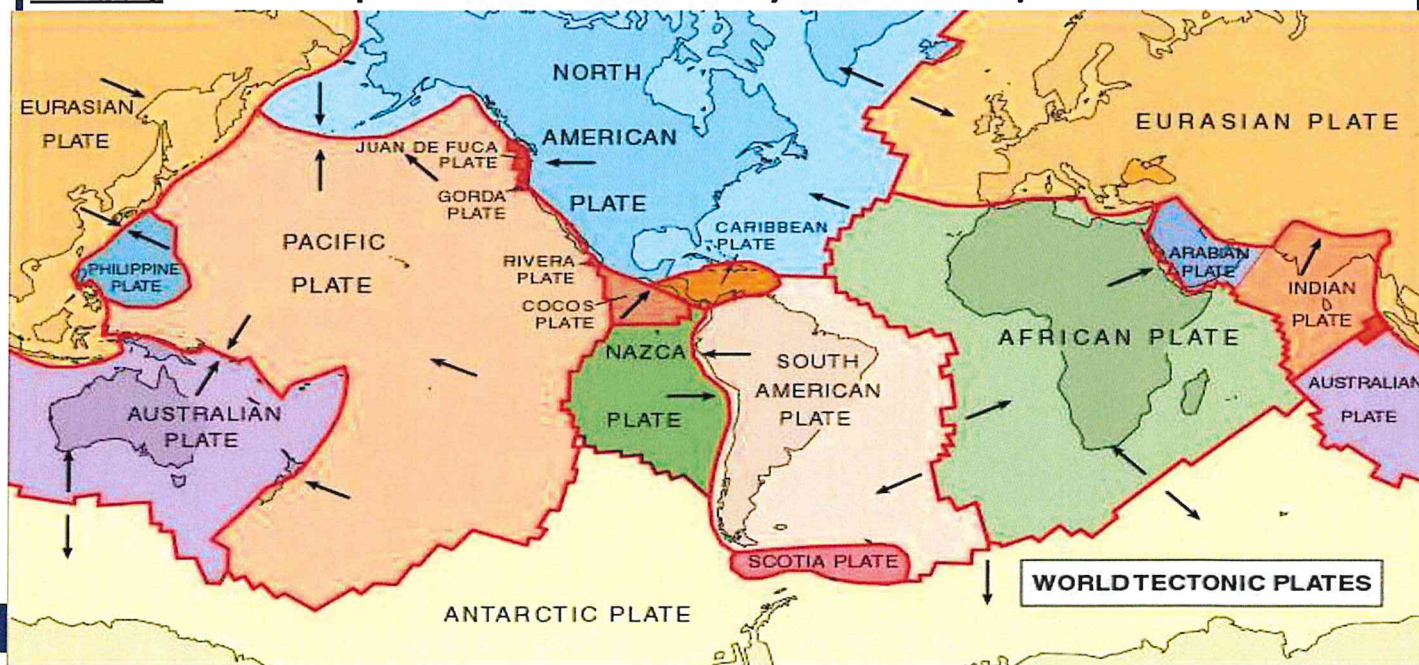 NORTH
AMERICAN
PLATE
EURASIAN
PLATE
EURASIAN PLATE
JUAN DE FUCA
PLATE
GORDA
PLATE
CARIBBEAN
PLATE
PACIFIC
PLATE
PHILIPPINE
PLATE
RIVERA
PLATE
COCOS
PLATE
ARABIAN
PLATE
INDIAN
PLATE
AFRICAN PLATE
NAZCA
PLATE
SOUTH
AMERICAN
PLATE
AUSTRALIAN
PLATE
AUSTRALIAN
PLATE
SCOTIA PLATE
ANTARCTIC PLATE
WORLD TECTONIC PLATES